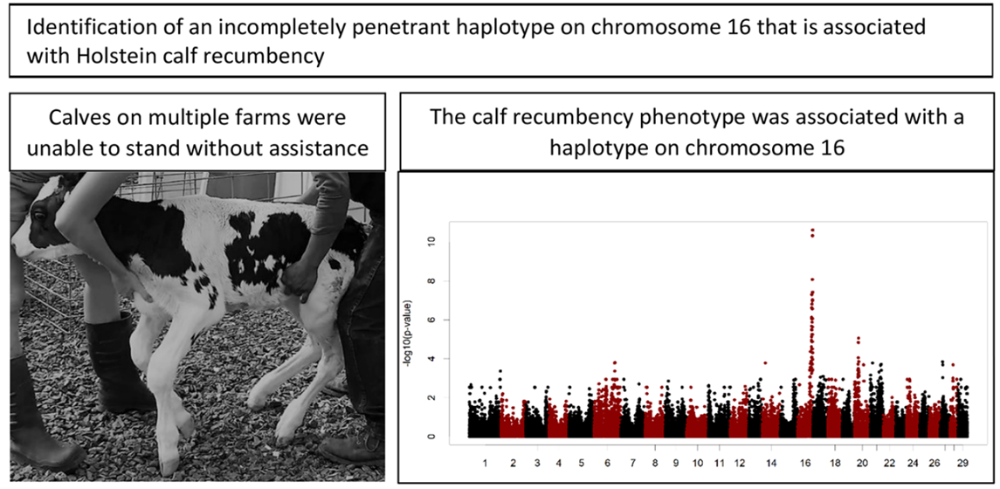 Identification of an incompletely penetrant haplotype on chromosome 16 that is associated
with Holstein calf recumbency
Calves on multiple farms were
unable to stand without assistance
The calf recumbency phenotype was associated with a
haplotype on chromosome 16
-log10(p-value)
10
8
6
4
2
0
1 2 3 4 5 6 7 8 9 10 11 12 14 16 18 20 22 24 26 29